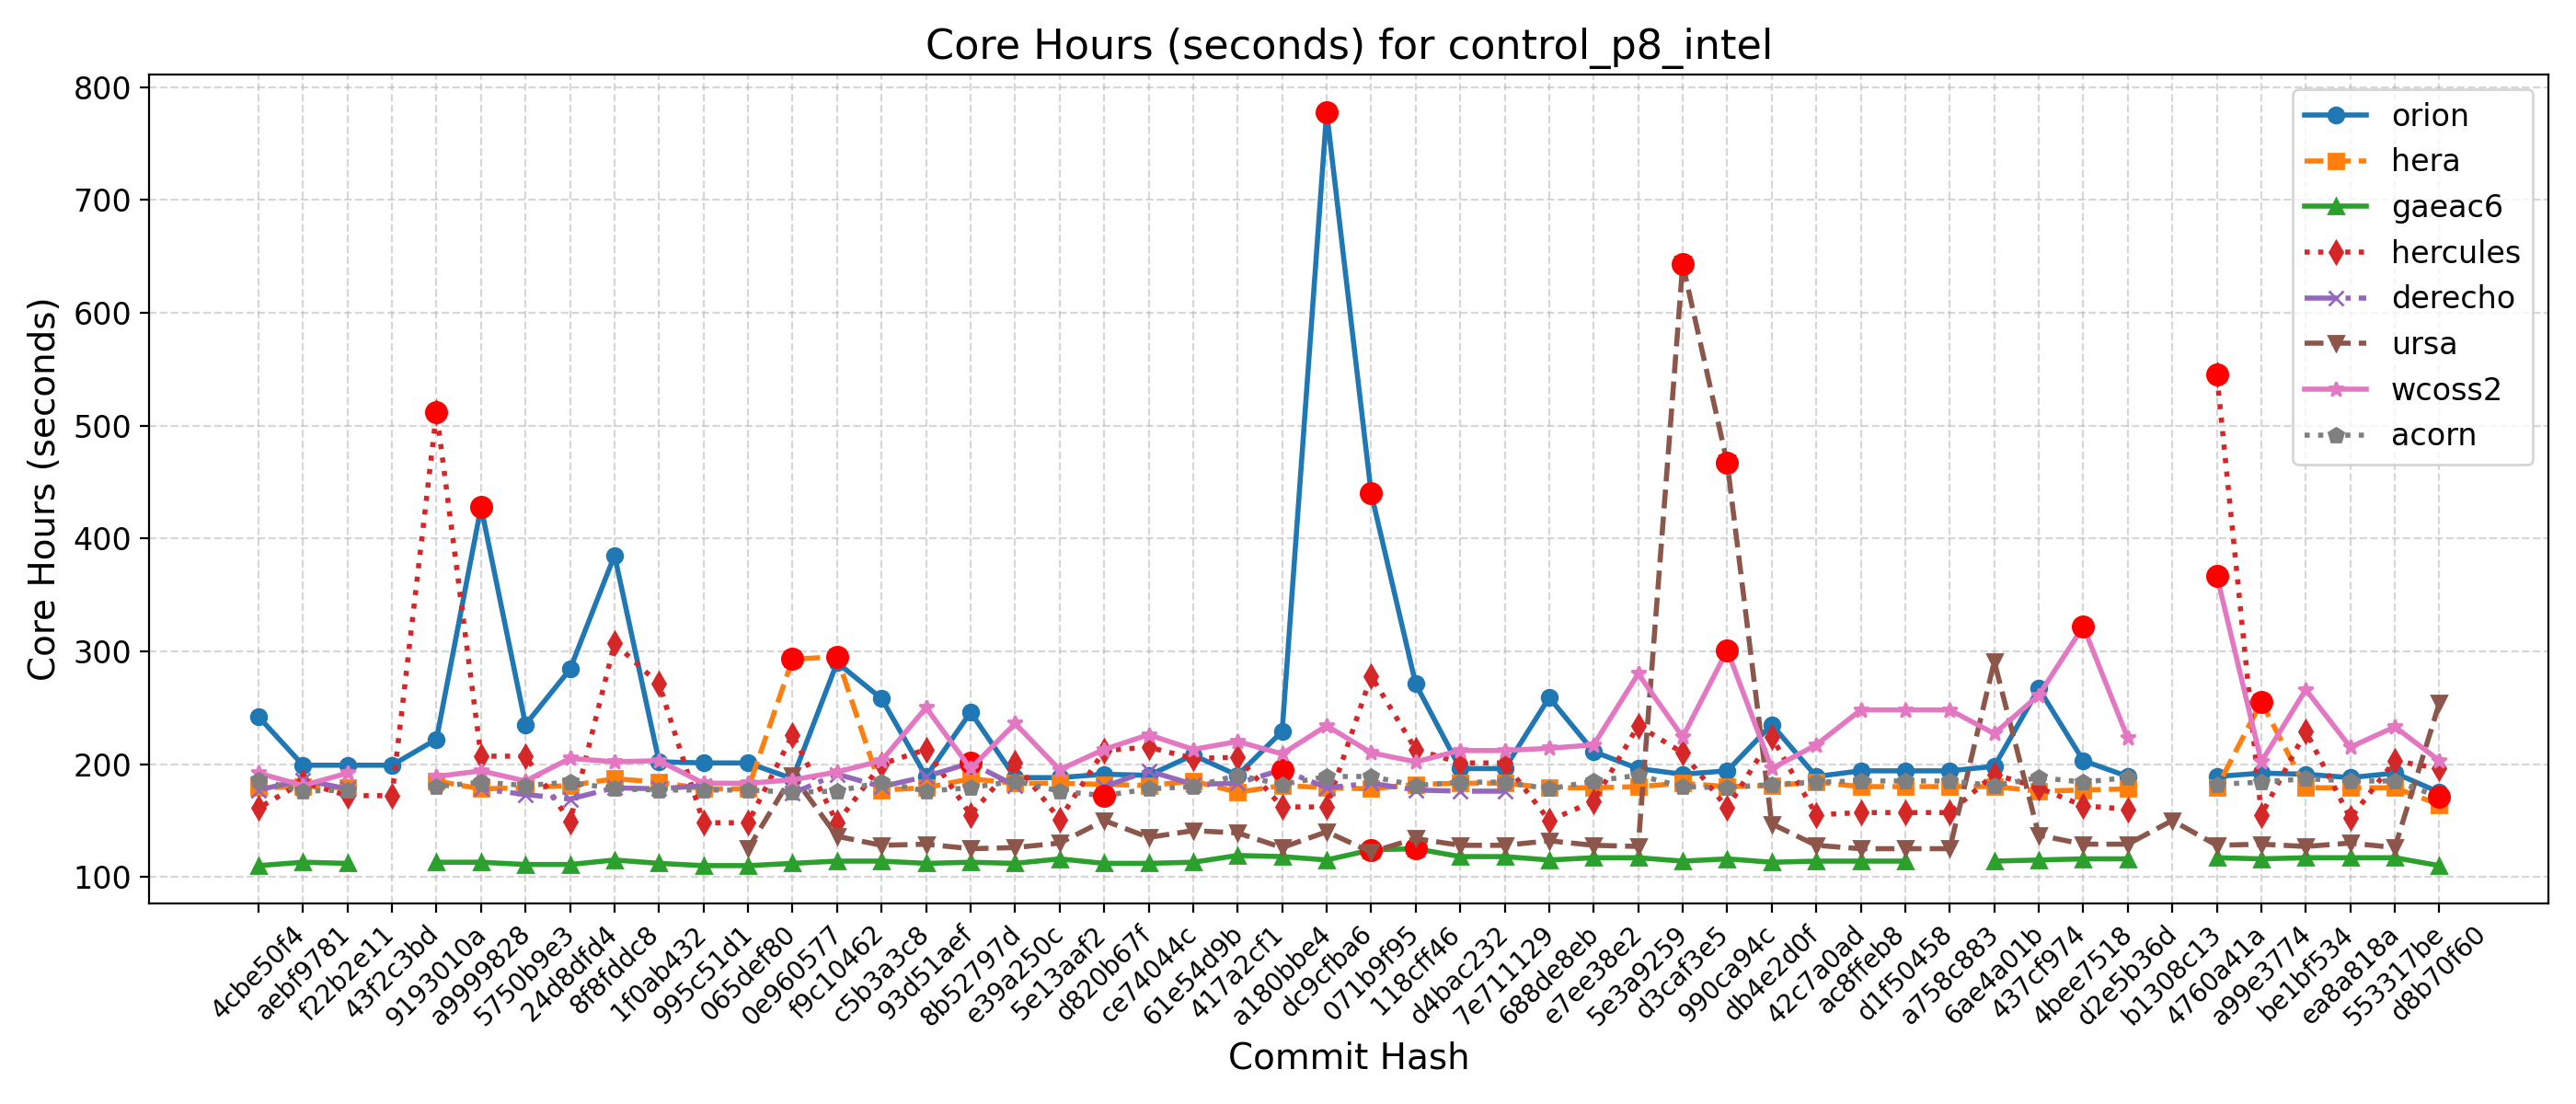 Core Hours (seconds) for control_p8_intel
Core Hours (seconds)
800
700
600
500
400
300
200
100
orion
hera
gaeac6
hercules
derecho
ursa
wcoss2
acorn
4cbe50f4
aebf9781
f22b2e11
43f2c3bd
9193010a
a9999828
5750b9e3
24d8dfd4
8f8fddc8
1f0ab432
995c51d1
065def80
0e960577
f9c10462
c5b3a3c8
93d51aef
8b52797d
e39a250c
5e13aaf2
d820b67f
ce74044c
61e54d9b
417a2cf1
a180bbe4
dc9cfba6
071b9f95
118cff46
d4bac232
7e711129
688de8eb
e7ee38e2
5e3a9259
d3caf3e5
990ca94c
db4e2d0f
42c7a0ad
ac8ffeb8
d1f50458
a758c883
6ae4a01b
437cf974
4bee7518
d2e5b36d
b1308c13
4760a41a
a99e3774
be1bf534
ea8a818a
553317be
d8b70f60
Commit Hash